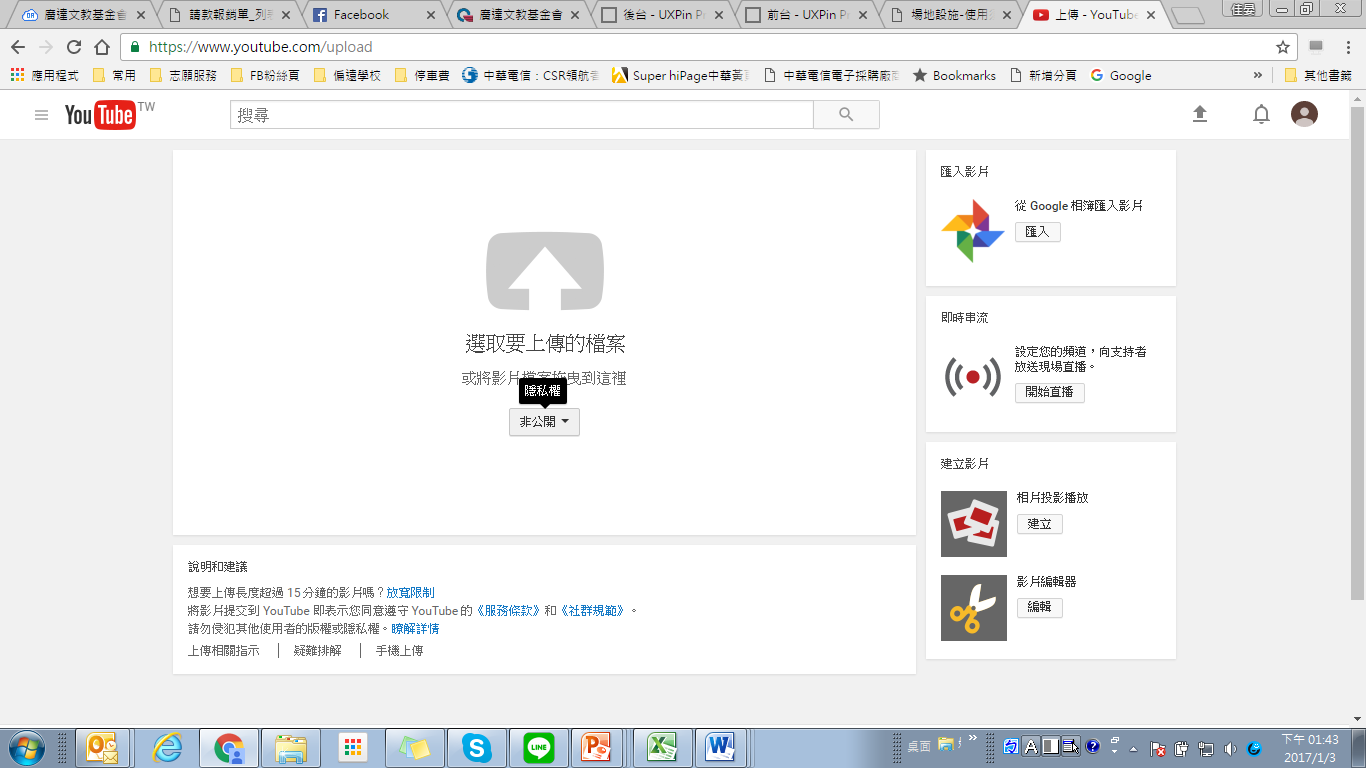 廣達文教基金會
請款報銷單_列表
Facebook
廣達文教基金會
後台 - UXPin P
前台 - UXPin P
場地設施-使用
上傳 - YouTube
佳晏
https://www.youtube.com/upload
應用程式
常用
志願服務
FB粉絲頁
偏遠學校
停車費
中華電信：CSR領航者
Super hiPage中華黃頁
中華電信電子採購廠商
Bookmarks
新增分頁
Google
»
其他書籤
YouTube TW
搜尋
選取要上傳的檔案
或將影片檔案拖曳到這裡
隱私權
非公開
匯入影片
從 Google 相簿匯入影片
匯入
即時串流
設定您的頻道，向支持者
放送現場直播。
開始直播
建立影片
相片投影播放
建立
影片編輯器
編輯
說明和建議
想要上傳長度超過 15 分鐘的影片嗎？放寬限制
將影片提交到 YouTube 即表示您同意遵守 YouTube 的《服務條款》和《社群規範》。
請勿侵犯其他使用者的版權或隱私權。瞭解詳情
上傳相關指示
疑難排解
手機上傳
LINE
桌面
下午 01:43
2017/1/3